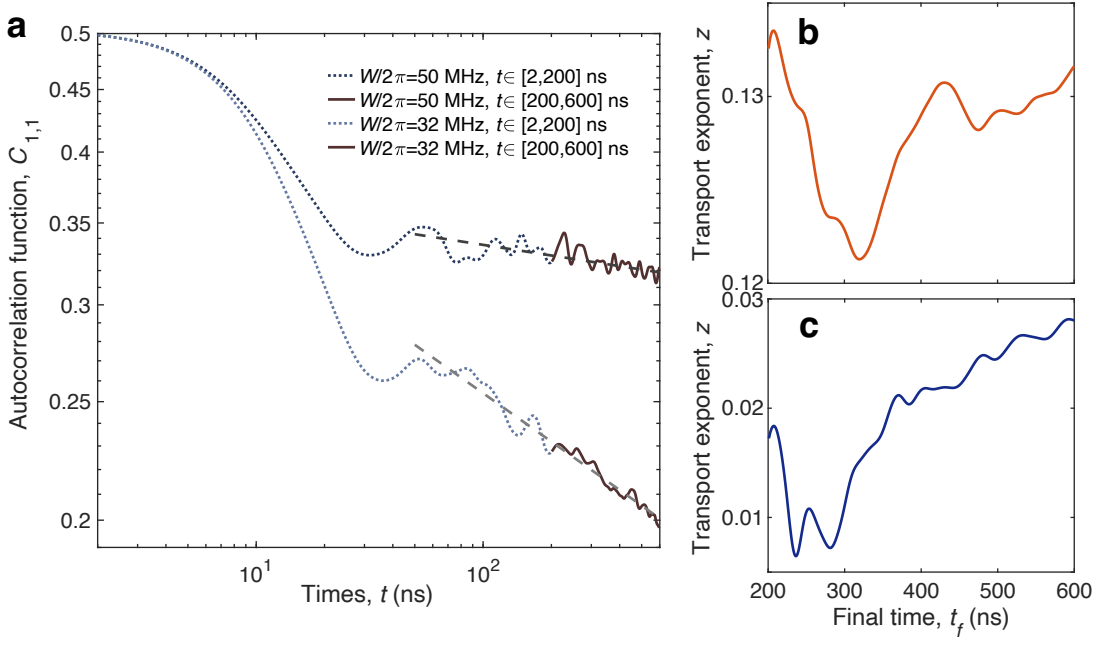 a
Autocorrelation function, C1,1
0.5
0.45
0.4
0.35
0.3
0.25
0.2
W/2π=50 MHz, t∈ [2,200] ns
W/2π=50 MHz, t∈ [200,600] ns
W/2π=32 MHz, t∈ [2,200] ns
W/2π=32 MHz, t∈ [200,600] ns
10^1
10^2
Times, t (ns)
b
Transport exponent, z
0.13
0.12
c
Transport exponent, z
0.03
0.02
0.01
200 300 400 500 600
Final time, t_f (ns)